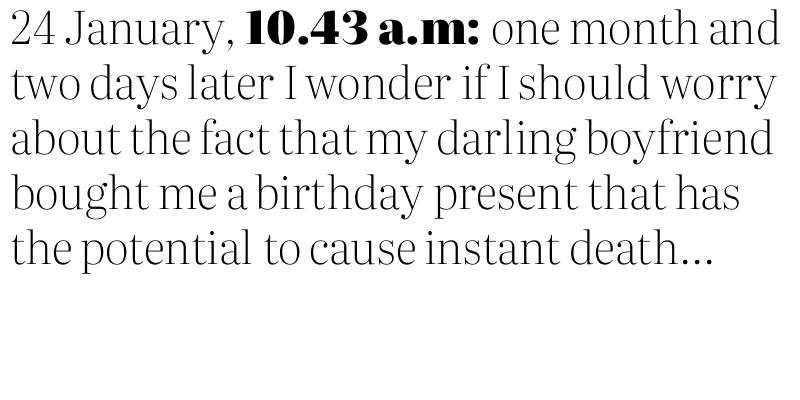 24 January, 10.43 a.m: one month and
two days later I wonder if I should worry
about the fact that my darling boyfriend
bought me a birthday present that has
the potential to cause instant death...